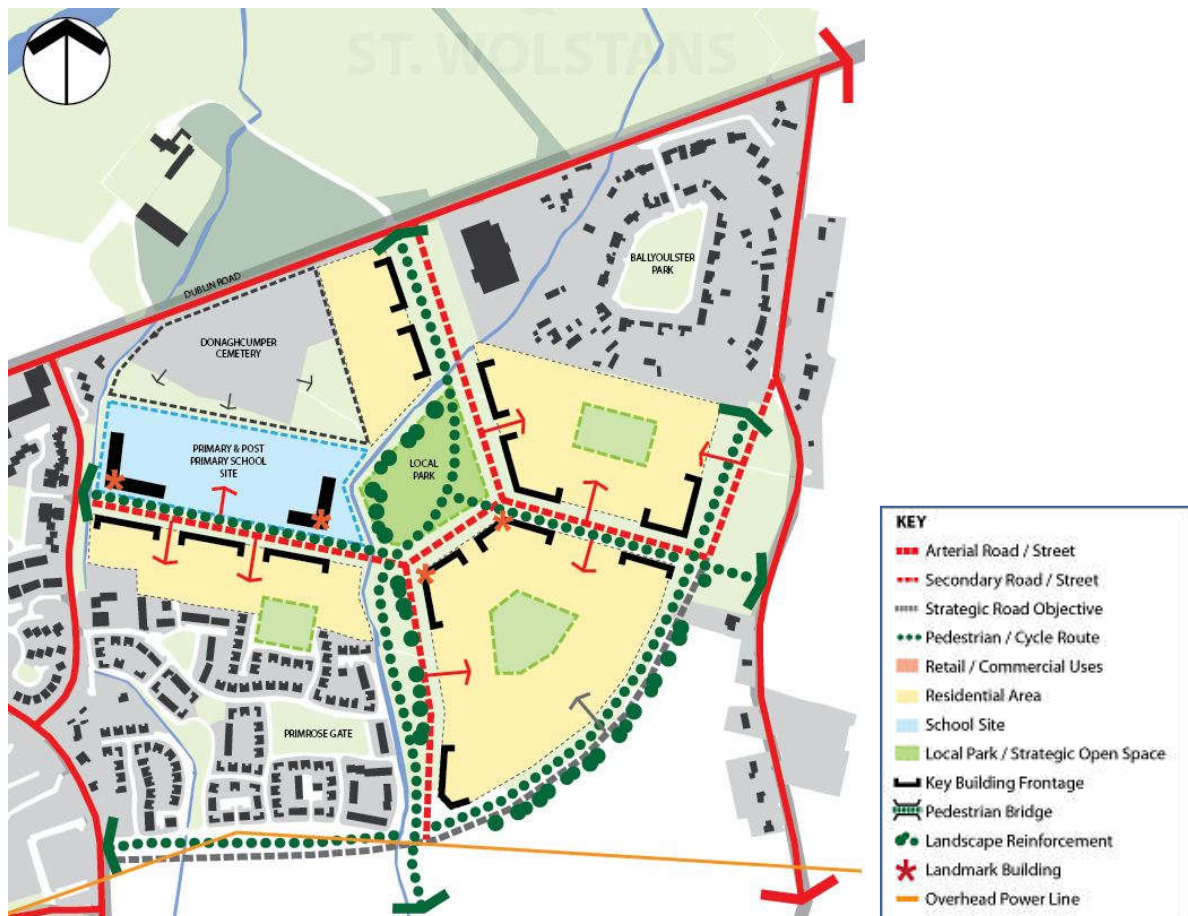 ST. WOLSTANS
BALLYOULSTER
PARK
DUBLIN ROAD
DONAGHCUMPER
CEMETERY
PRIMARY & POST
PRIMARY SCHOOL
SITE
LOCAL
PARK
PRIMROSE GATE
KEY
Arterial Road / Street
Secondary Road / Street
Strategic Road Objective
Pedestrian / Cycle Route
Retail / Commercial Uses
Residential Area
School Site
Local Park / Strategic Open Space
Key Building Frontage
Pedestrian Bridge
Landscape Reinforcement
Landmark Building
Overhead Power Line